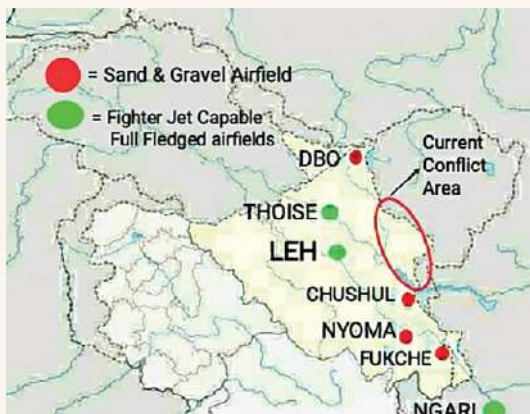 = Sand & Gravel Airfield
= Fighter Jet Capable
Full Fledged airfields
Current
Conflict
Area
DBO
THOISE
LEH
CHUSHUL
NYOMA
FUKCHE
NGARI